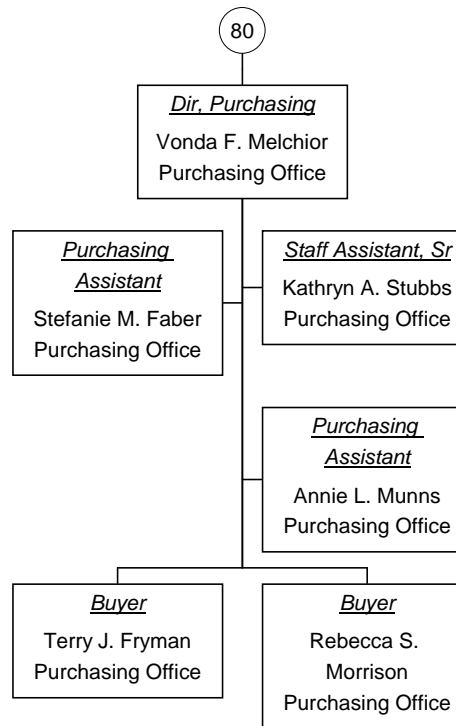 80
Dir, Purchasing
Vonda F. Melchior
Purchasing Office
Purchasing
Assistant
Stefanie M. Faber
Purchasing Office
Staff Assistant, Sr
Kathryn A. Stubbs
Purchasing Office
Purchasing
Assistant
Annie L. Munns
Purchasing Office
Buyer
Terry J. Fryman
Purchasing Office
Buyer
Rebecca S.
Morrison
Purchasing Office